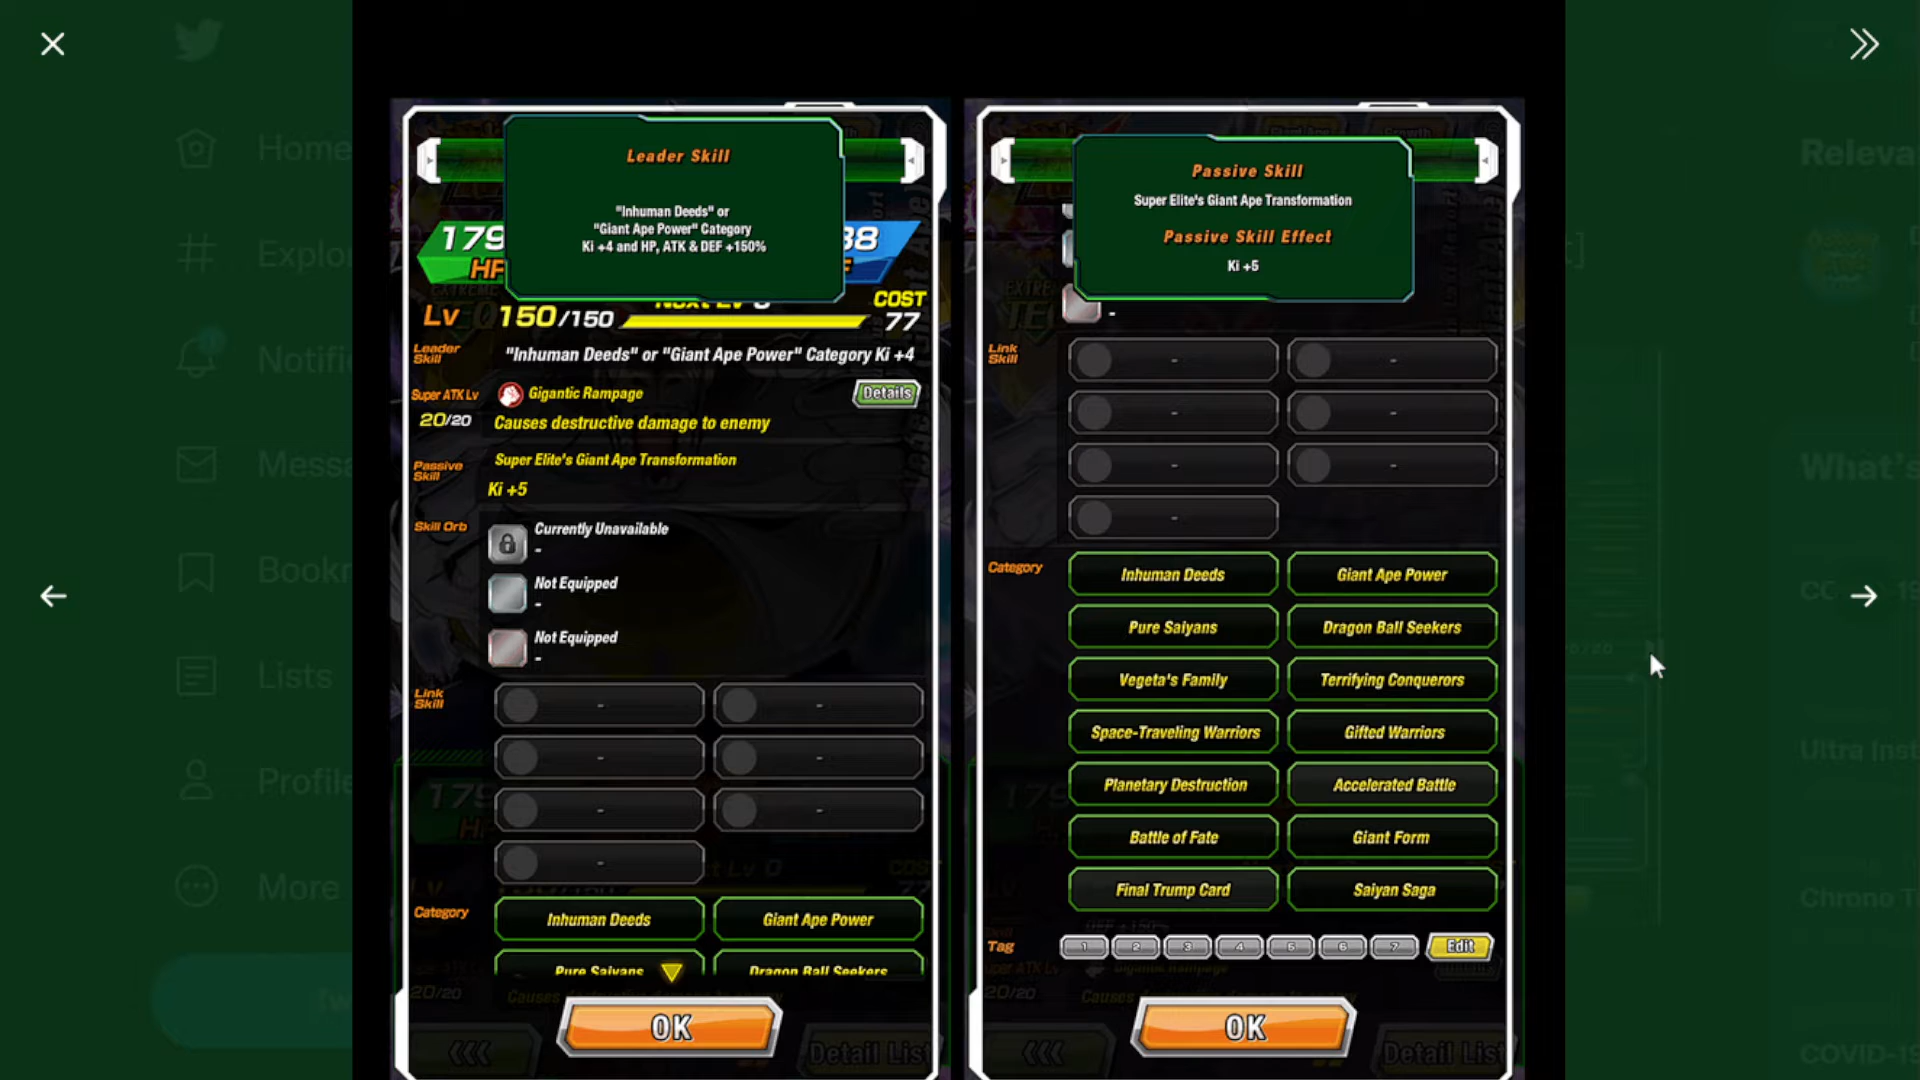 Leader Skill
"Inhuman Deeds" or
"Giant Ape Power" Category
Ki +4 and HP, ATK & DEF +150%
179
HP
Lv
150/150
COST
77
Leader
Skill
"Inhuman Deeds" or "Giant Ape Power" Category Ki +4
Super ATK Lv
20/20
Gigantic Rampage
Details
Causes destructive damage to enemy
Passive
Skill
Super Elite's Giant Ape Transformation
Ki +5
Skill Orb
Currently Unavailable
-
Not Equipped
-
Not Equipped
-
Link
Skill
- -
- -
- -
-
Category
Inhuman Deeds
Giant Ape Power
Pure Saiyans
Dragon Ball Seekers
OK
Detail List
Passive Skill
Super Elite's Giant Ape Transformation
Passive Skill Effect
Ki +5
-
Link
Skill
- -
- -
- -
-
Category
Inhuman Deeds
Giant Ape Power
Pure Saiyans
Dragon Ball Seekers
Vegeta's Family
Terrifying Conquerors
Space-Traveling Warriors
Gifted Warriors
Planetary Destruction
Accelerated Battle
Battle of Fate
Giant Form
Final Trump Card
Saiyan Saga
Tag
1 2 3 4 5 6 7
Edit
OK
Detail List
Home
Lists
Profile
More